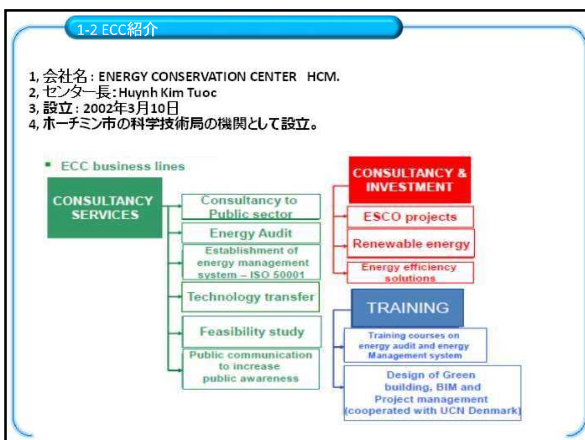 1-2 ECC紹介
1, 会社名 : ENERGY CONSERVATION CENTER HCM.
2, センター長:Huynh Kim Tuoc
3, 設立 : 2002年3月10日
4, ホーチミン市の科学技術局の機関として設立。
ECC business lines
CONSULTANCY
SERVICES
Consultancy to
Public sector
Energy Audit
Establishment of
energy management
system – ISO 50001
Technology transfer
Feasibility study
Public communication
to increase
public awareness
CONSULTANCY &
INVESTMENT
ESCO projects
Renewable energy
Energy efficiency
solutions
TRAINING
Training courses on
energy audit and energy
Management system
Design of Green
building, BIM and
Project management
(cooperated with UCN Denmark)